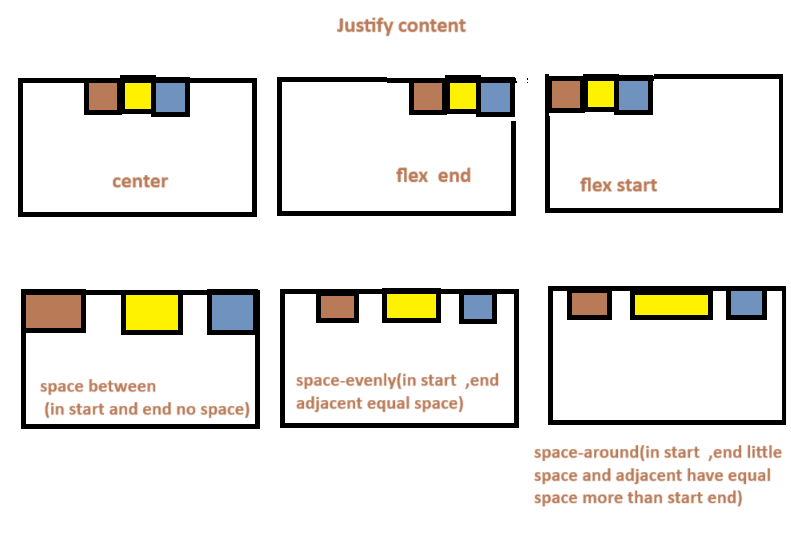 Justify content
center
flex  end
flex start
space between
(in start and end no space)
space-evenly(in start  ,end
adjacent equal space)
space-around(in start  ,end little
space and adjacent have equal
space more than start end)